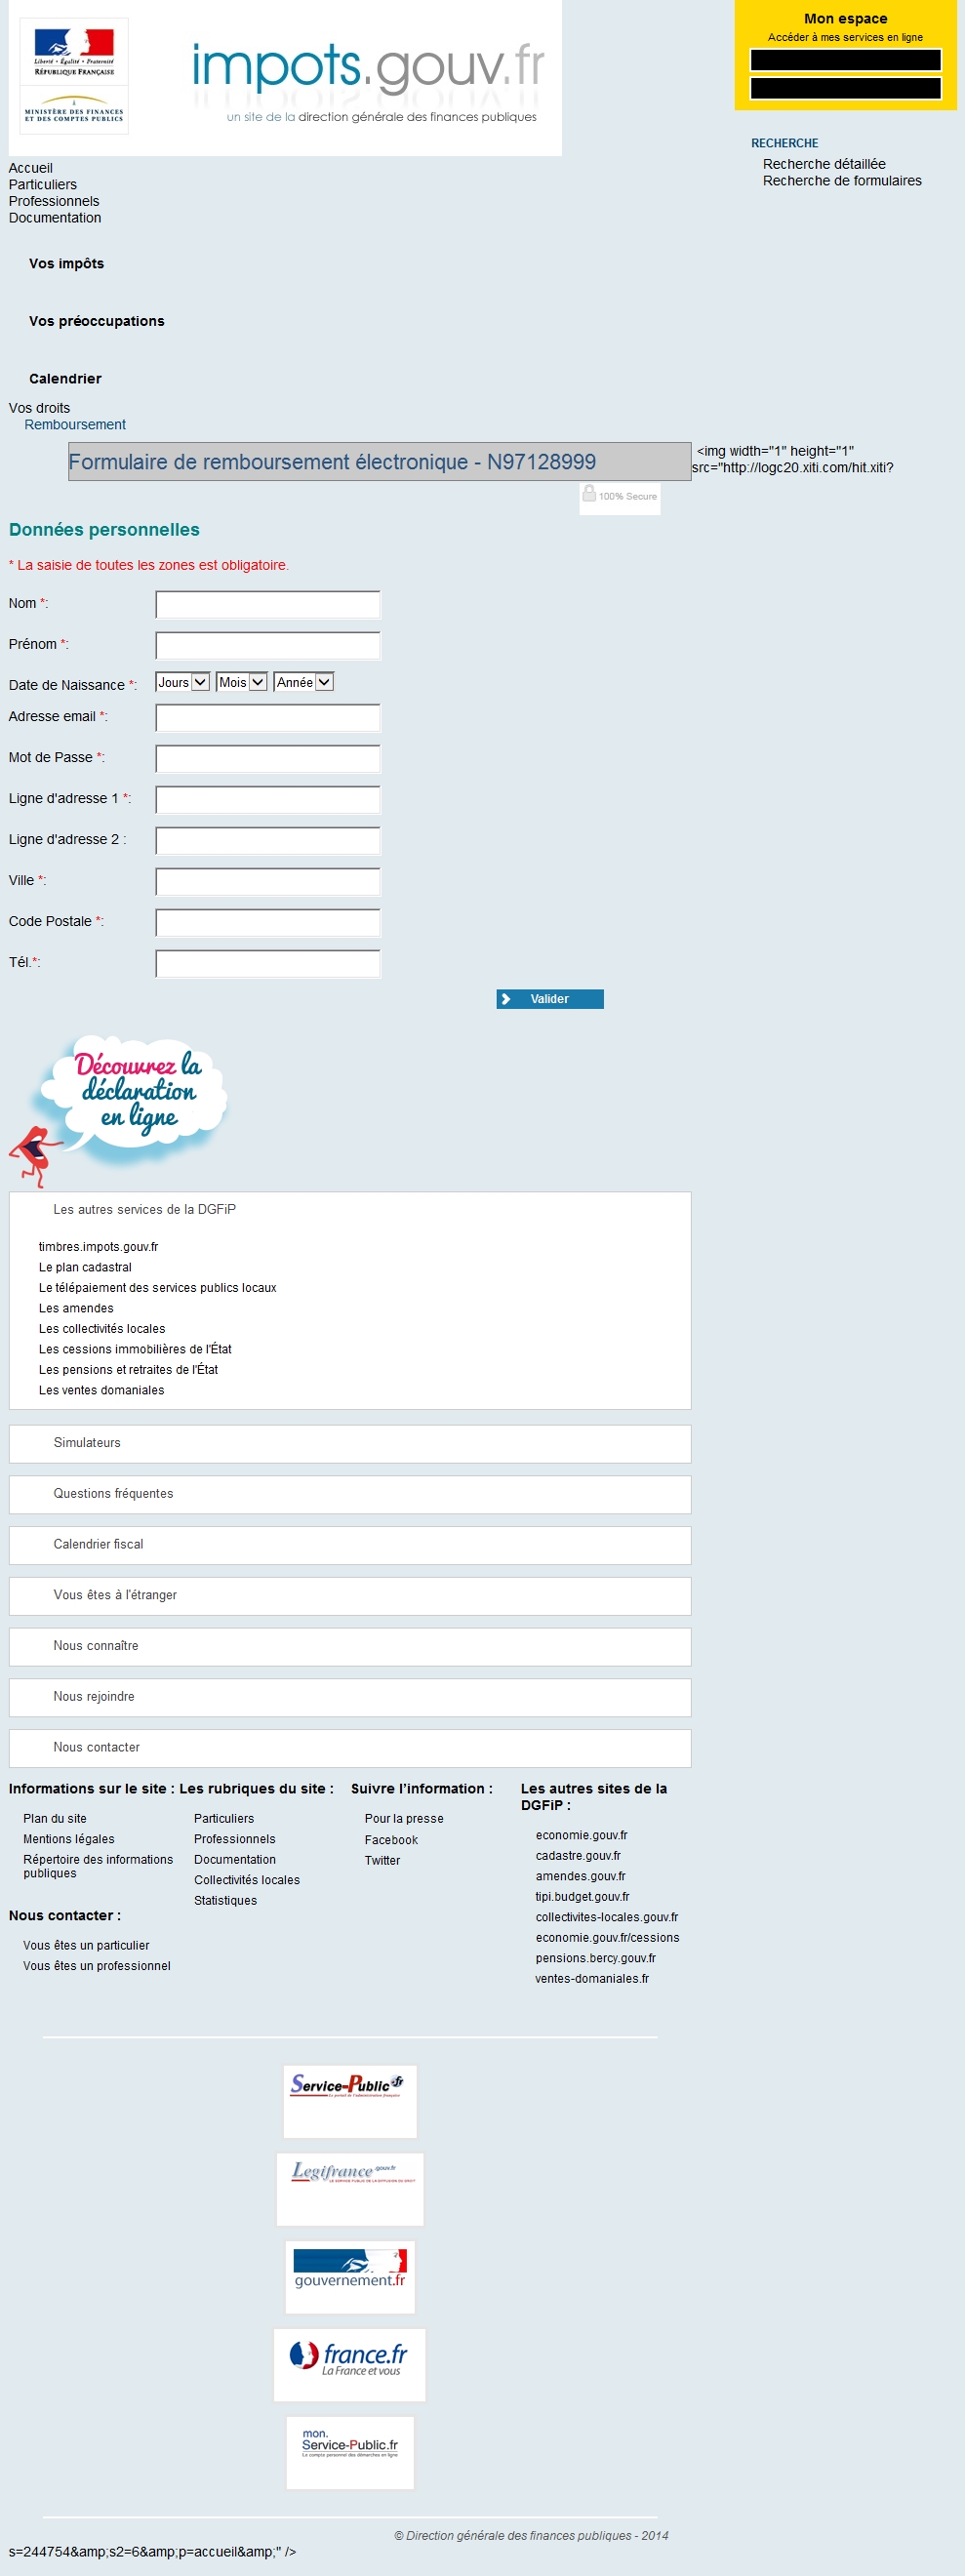 Liberté • Égalité • Fraternité
RÉPUBLIQUE FRANÇAISE
MINISTÈRE DES FINANCES
ET DES COMPTES PUBLICS
impots.gouv.fr
un site de la direction générale des finances publiques
Mon espace
Accéder à mes services en ligne
RECHERCHE
Recherche détaillée
Recherche de formulaires
Accueil
Particuliers
Professionnels
Documentation
Vos impôts
Vos préoccupations
Calendrier
Vos droits
Remboursement
Formulaire de remboursement électronique - N97128999
<img width="1" height="1"
src="http://logc20.xiti.com/hit.xiti?
100% Secure
Données personnelles
* La saisie de toutes les zones est obligatoire.
Nom *:
Prénom *:
Date de Naissance *: Jours Mois Année
Adresse email *:
Mot de Passe *:
Ligne d'adresse 1 *:
Ligne d'adresse 2 :
Ville *:
Code Postale *:
Tél.*:
Valider
Découvrez la
déclaration
en ligne
Les autres services de la DGFiP
timbres.impots.gouv.fr
Le plan cadastral
Le télépaiement des services publics locaux
Les amendes
Les collectivités locales
Les cessions immobilières de l'État
Les pensions et retraites de l'État
Les ventes domaniales
Simulateurs
Questions fréquentes
Calendrier fiscal
Vous êtes à l'étranger
Nous connaître
Nous rejoindre
Nous contacter
Informations sur le site :
Plan du site
Mentions légales
Répertoire des informations
publiques
Nous contacter :
Vous êtes un particulier
Vous êtes un professionnel
Les rubriques du site :
Particuliers
Professionnels
Documentation
Collectivités locales
Statistiques
Suivre l'information :
Pour la presse
Facebook
Twitter
Les autres sites de la
DGFiP :
economie.gouv.fr
cadastre.gouv.fr
amendes.gouv.fr
tipi.budget.gouv.fr
collectivites-locales.gouv.fr
economie.gouv.fr/cessions
pensions.bercy.gouv.fr
ventes-domaniales.fr
Service-Public.fr
Le portail de l'administration française
Legifrance.gouv.fr
LE SERVICE PUBLIC DE LA DIFFUSION DU DROIT
gouvernement.fr
france.fr
La France et vous
mon.
Service-Public.fr
Le compte personnel des démarches en ligne
© Direction générale des finances publiques - 2014
s=244754&amp;s2=6&amp;p=accueil&amp;" />